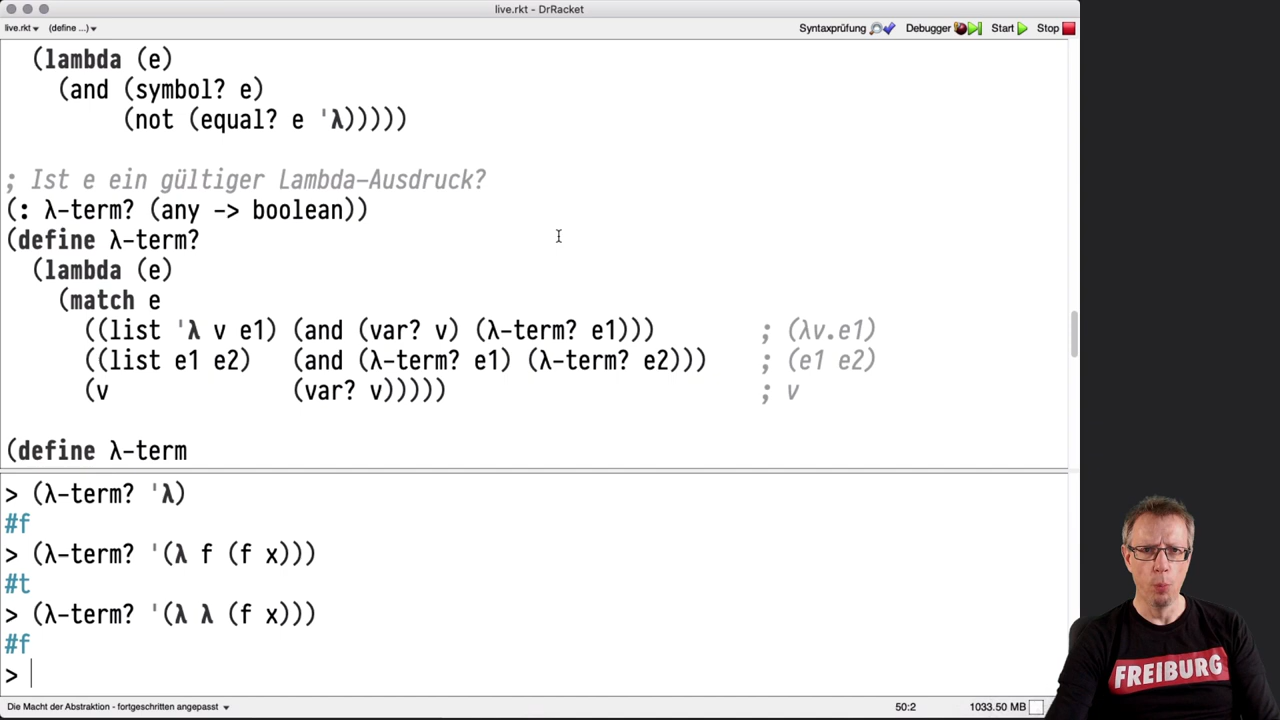 live.rkt - DrRacket
live.rkt (define ...) Syntaxprüfung Debugger Start Stop
(lambda (e)
(and (symbol? e)
(not (equal? e 'λ)))))
; Ist e ein gültiger Lambda-Ausdruck?
(: λ-term? (any -> boolean))
(define λ-term?
(lambda (e)
(match e
((list 'λ v e1) (and (var? v) (λ-term? e1))) ; (λv.e1)
((list e1 e2) (and (λ-term? e1) (λ-term? e2))) ; (e1 e2)
(v (var? v))))) ; v
(define λ-term
> (λ-term? 'λ)
#f
> (λ-term? '(λ f (f x)))
#t
> (λ-term? '(λ λ (f x)))
#f
>
Die Macht der Abstraktion - fortgeschritten angepasst 50:2 1033.50 MB
FREIBURG